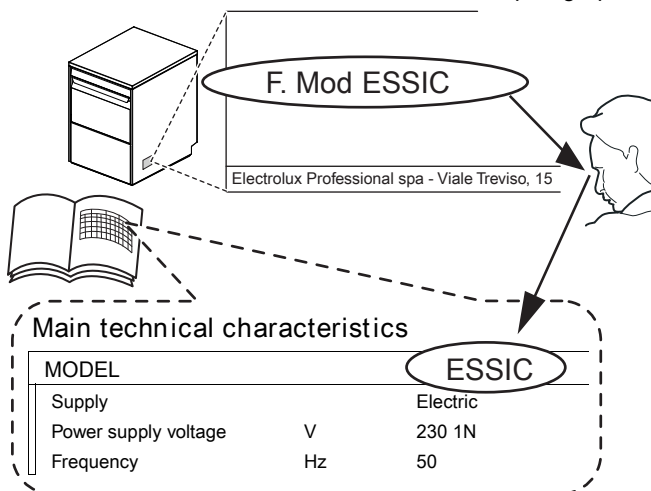 F. Mod ESSIC
Electrolux Professional spa - Viale Treviso, 15
Main technical characteristics
MODEL ESSIC
Supply Electric
Power supply voltage V 230 1N
Frequency Hz 50